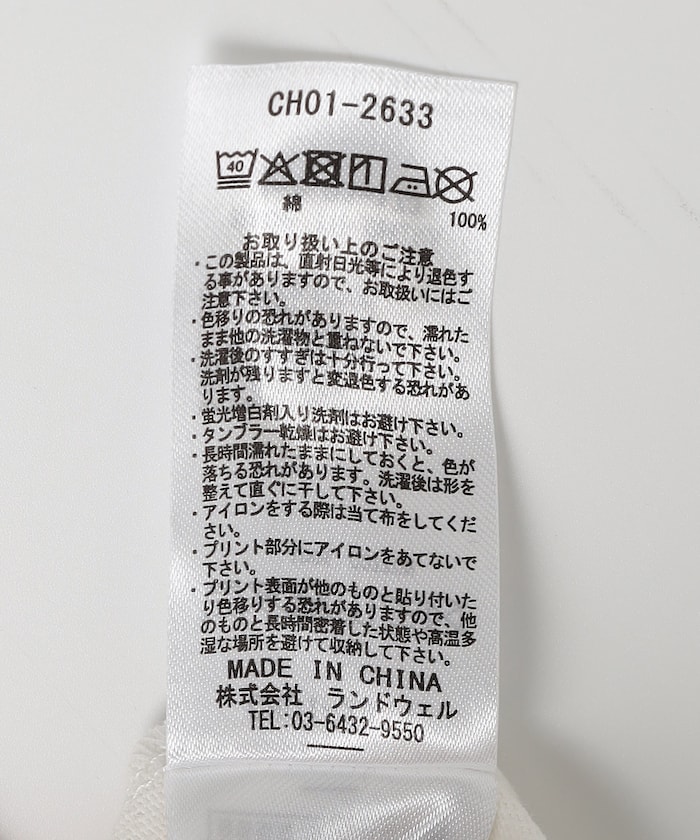 CH01-2633
40
綿
100%
お取り扱い上のご注意
・この製品は、直射日光等により退色す
る事がありますので、お取扱いにはご
注意下さい。
・色移りの恐れがありますので、濡れた
まま他の洗濯物と重ねないで下さい。
・洗濯後のすすぎは十分行って下さい。
洗剤が残りますと変退色する恐れがあ
ります。
・蛍光増白剤入り洗剤はお避け下さい。
・タンブラー乾燥はお避け下さい。
・長時間濡れたままにしておくと、色が
落ちる恐れがあります。洗濯後は形を
整えて直ぐに干して下さい。
・アイロンをする際は当て布をしてくだ
さい。
・プリント部分にアイロンをあてないで
下さい。
・プリント表面が他のものと貼り付いた
り色移りする恐れがありますので、他
のものと長時間密着した状態や高温多
湿な場所を避けて収納して下さい。
MADE IN CHINA
株式会社 ランドウェル
TEL:03-6432-9550